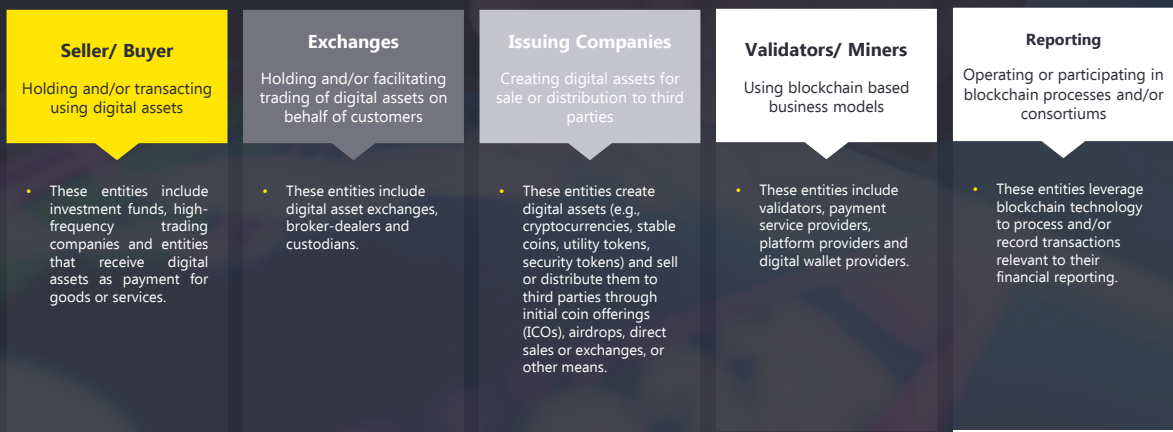 Seller/ Buyer
Holding and/or transacting
using digital assets
• These entities include
investment funds, high-
frequency trading
companies and entities
that receive digital
assets as payment for
goods or services.
Exchanges
Holding and/or facilitating
trading of digital assets on
behalf of customers
• These entities include
digital asset exchanges,
broker-dealers and
custodians.
Issuing Companies
Creating digital assets for
sale or distribution to third
parties
• These entities create
digital assets (e.g.,
cryptocurrencies, stable
coins, utility tokens,
security tokens) and sell
or distribute them to
third parties through
initial coin offerings
(ICOs), airdrops, direct
sales or exchanges, or
other means.
Validators/ Miners
Using blockchain based
business models
• These entities include
validators, payment
service providers,
platform providers and
digital wallet providers.
Reporting
Operating or participating in
blockchain processes and/or
consortiums
• These entities leverage
blockchain technology
to process and/or
record transactions
relevant to their
financial reporting.